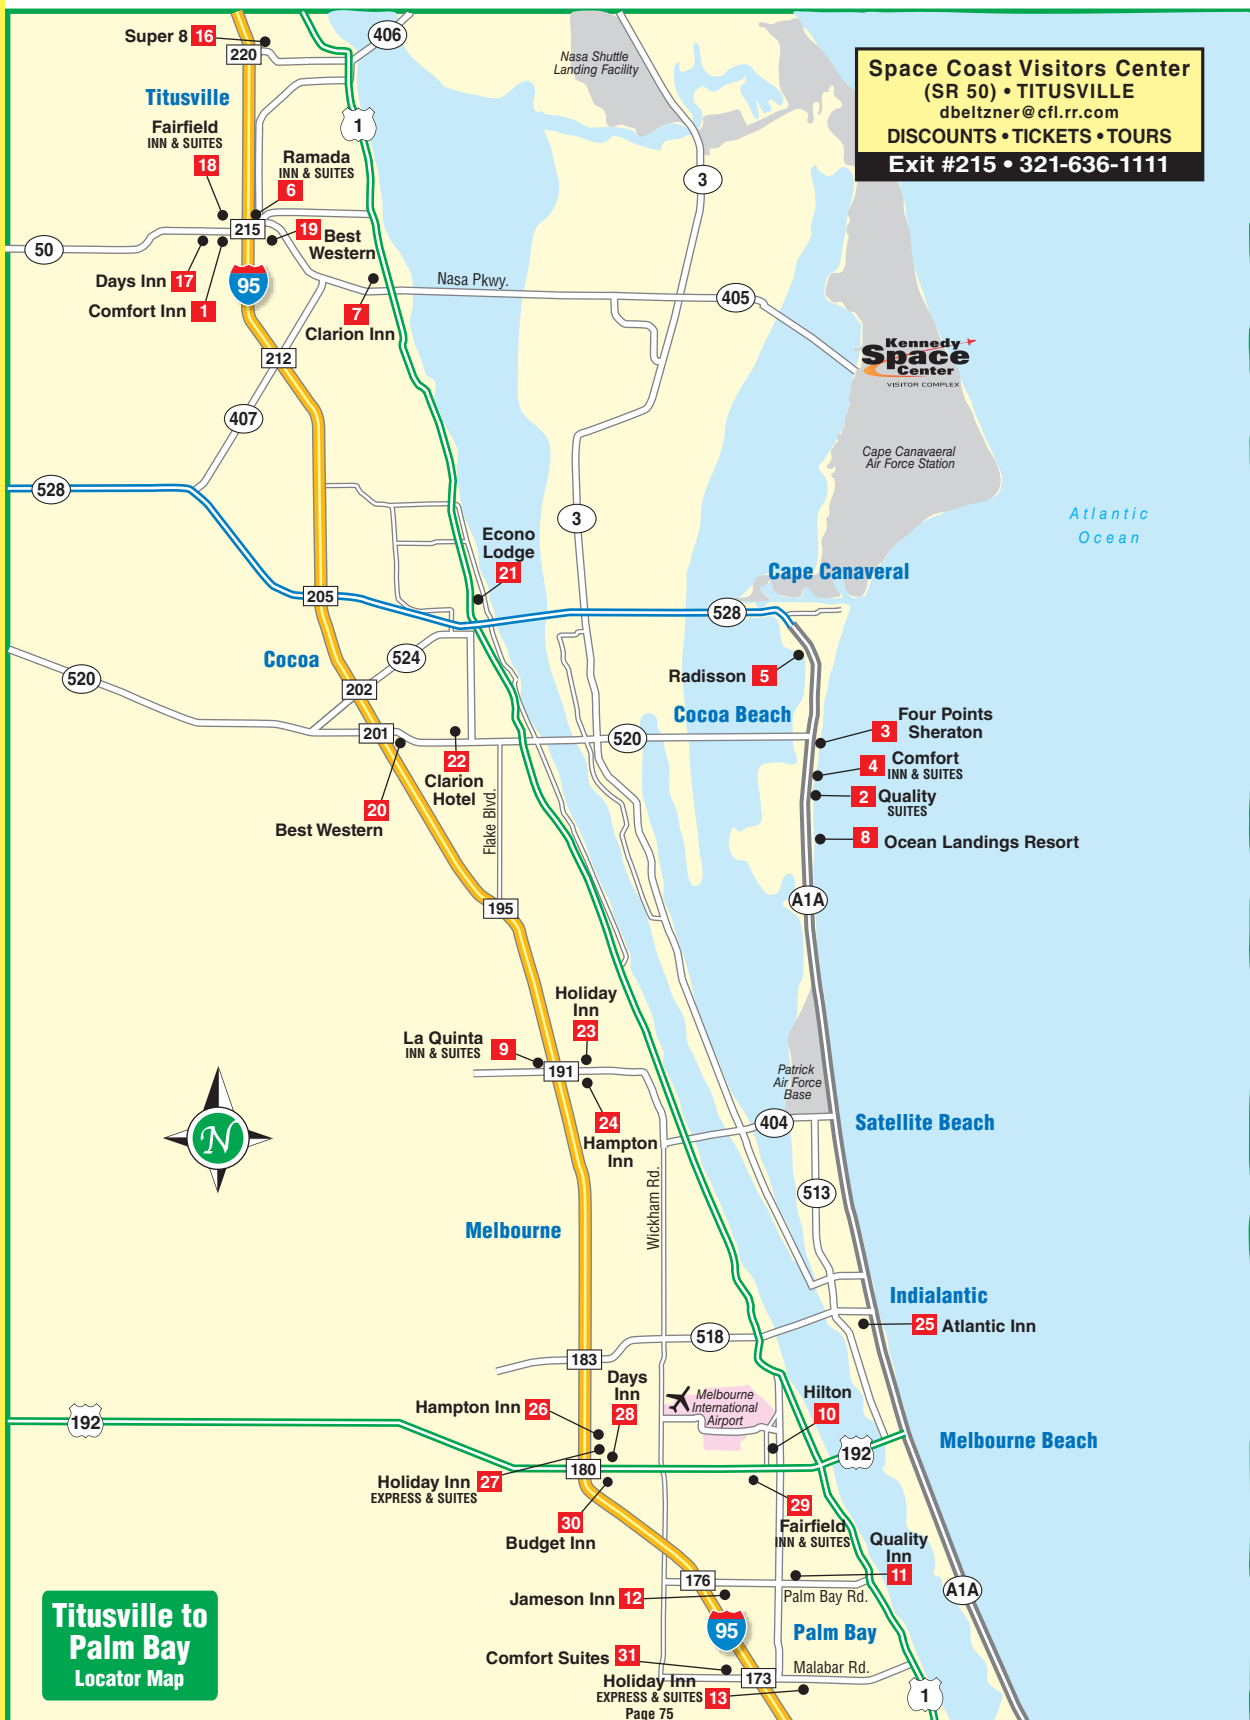 Super 8 16
220
406
Nasa Shuttle
Landing Facility
Space Coast Visitors Center
(SR 50) • TITUSVILLE
dbeltzner@cfl.rr.com
DISCOUNTS • TICKETS • TOURS
Exit #215 • 321-636-1111
Titusville
1
Fairfield
INN & SUITES
18
Ramada
INN & SUITES
6
3
215
19 Best
Western
50
Days Inn 17
95
Nasa Pkwy.
405
Comfort Inn 1
7
Clarion Inn
Kennedy
Space
Center
VISITOR COMPLEX
212
407
Cape Canavaeral
Air Force Station
528
3
Atlantic
Ocean
Econo
Lodge
21
Cape Canaveral
205
528
Cocoa
524
520
202
Radisson 5
Cocoa Beach
201
520
3 Four Points
Sheraton
22
Clarion
Hotel
4 Comfort
INN & SUITES
2 Quality
SUITES
20
Best Western
Flake Blvd.
8 Ocean Landings Resort
A1A
195
Holiday
Inn
23
La Quinta
INN & SUITES
9
191
Patrick
Air Force
Base
24
Hampton
Inn
404
Satellite Beach
N
Wickham Rd.
513
Melbourne
Indialantic
25 Atlantic Inn
518
183
Days
Inn
28
Melbourne
International
Airport
Hilton
10
Hampton Inn 26
192
192
Melbourne Beach
Holiday Inn 27
EXPRESS & SUITES
180
29
Fairfield
INN & SUITES
30
Budget Inn
Quality
Inn
11
176
A1A
Jameson Inn 12
Palm Bay Rd.
95
Palm Bay
Titusville to
Palm Bay
Locator Map
Comfort Suites 31
Malabar Rd.
173
Holiday Inn
EXPRESS & SUITES 13
Page 75
1